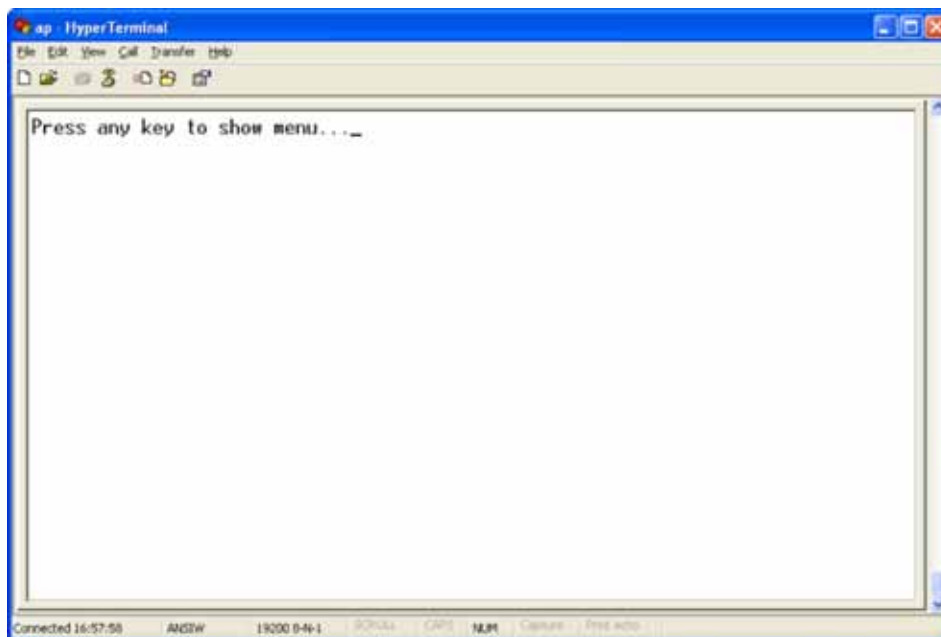 ap - HyperTerminal
File Edit View Call Transfer Help
Press any key to show menu..._
Connected 16:57:58 ANSIW 19200 8-N-1 SCROLL CAPS NUM Capture Print echo